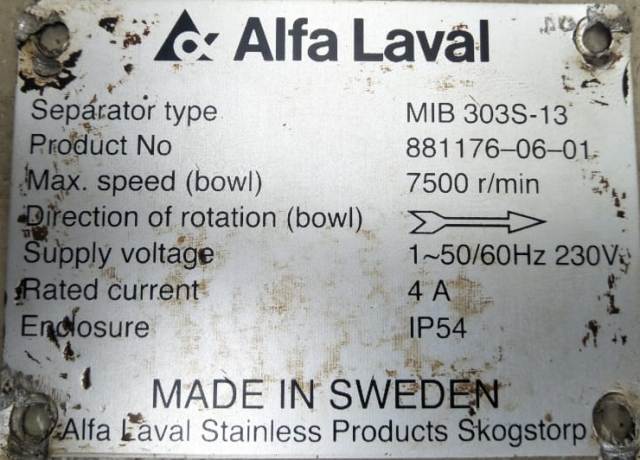 Alfa Laval
Separator type MIB 303S-13
Product No 881176–06–01
Max. speed (bowl) 7500 r/min
Direction of rotation (bowl)
Supply voltage 1~50/60Hz 230V
Rated current 4 A
Enclosure IP54
MADE IN SWEDEN
Alfa Laval Stainless Products Skogstorp